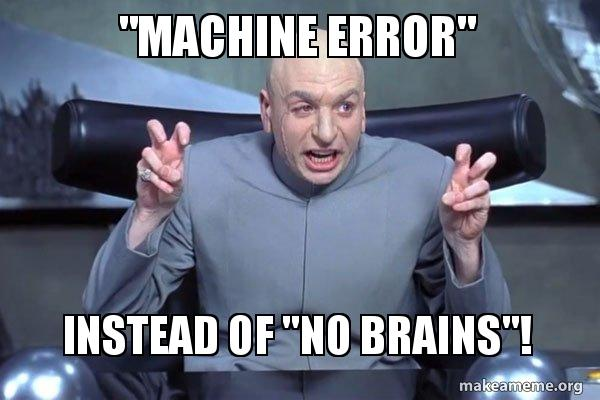 "MACHINE ERROR"
INSTEAD OF "NO BRAINS"!
makeameme.org